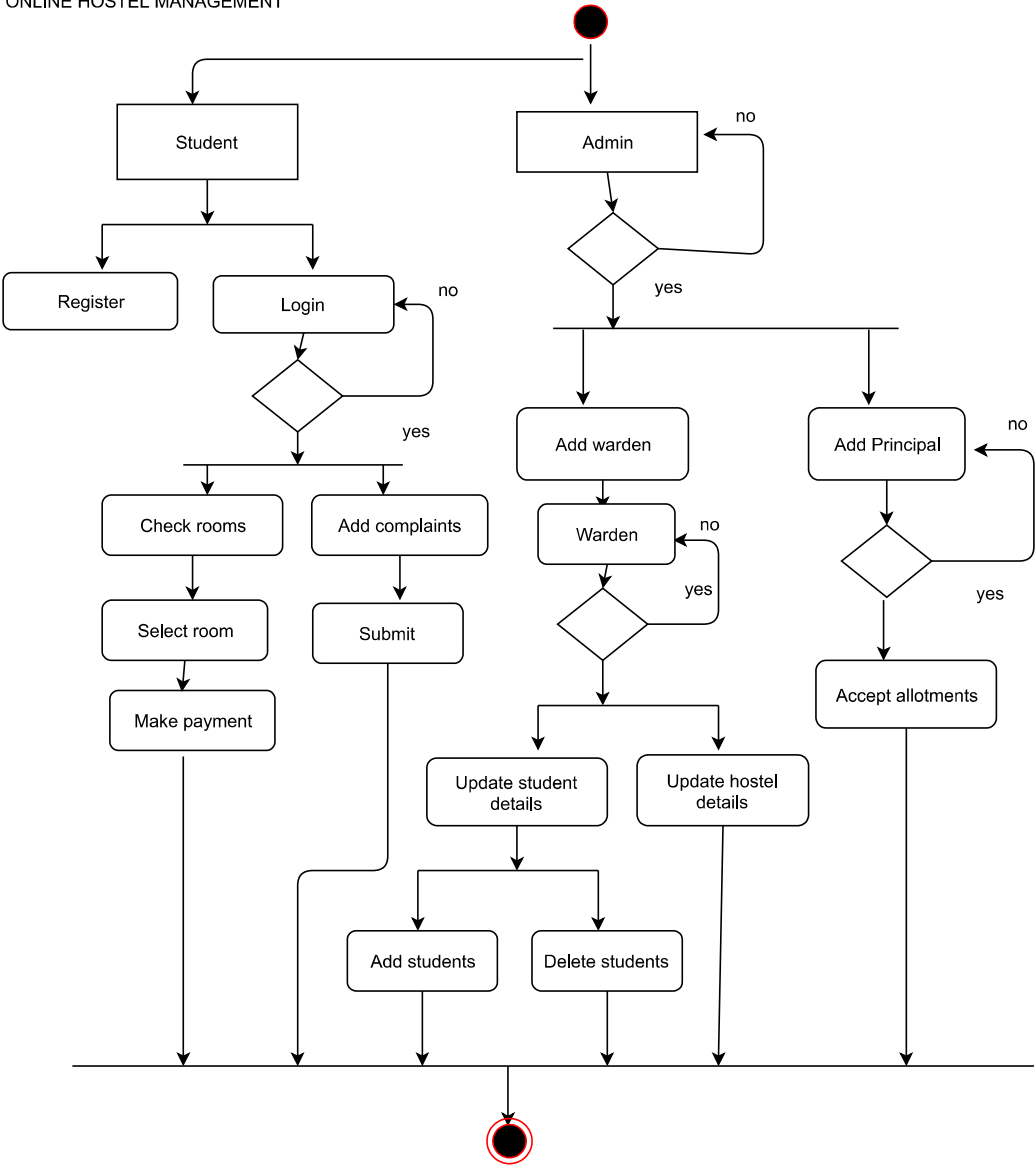 ONLINE HOSTEL MANAGEMENT
Student
Admin
no
Register
Login
no
yes
yes
Add warden
Add Principal
no
Check rooms
Add complaints
Warden
no
yes
yes
Select room
Submit
Accept allotments
Make payment
Update student
details
Update hostel
details
Add students
Delete students